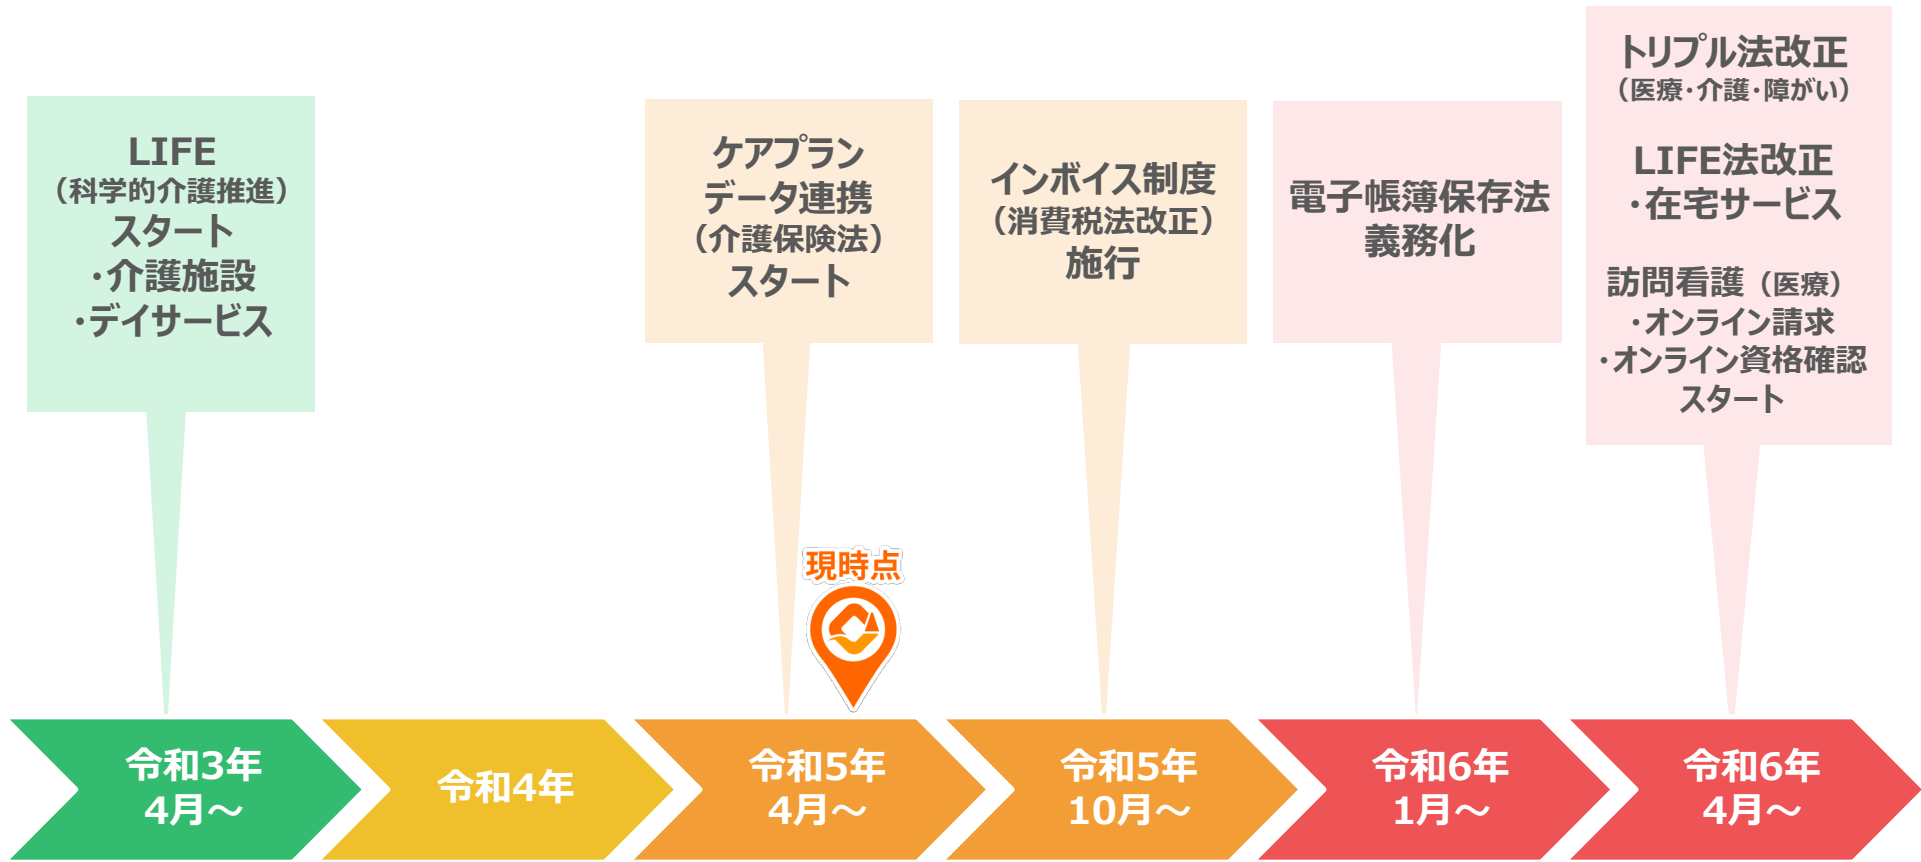 LIFE
（科学的介護推進）
スタート
・介護施設
・デイサービス
ケアプラン
データ連携
（介護保険法）
スタート
インボイス制度
（消費税法改正）
施行
電子帳簿保存法
義務化
トリプル法改正
（医療・介護・障がい）
LIFE法改正
・在宅サービス
訪問看護（医療）
・オンライン請求
・オンライン資格確認
スタート
現時点
令和3年
4月～
令和4年
令和5年
4月～
令和5年
10月～
令和6年
1月～
令和6年
4月～